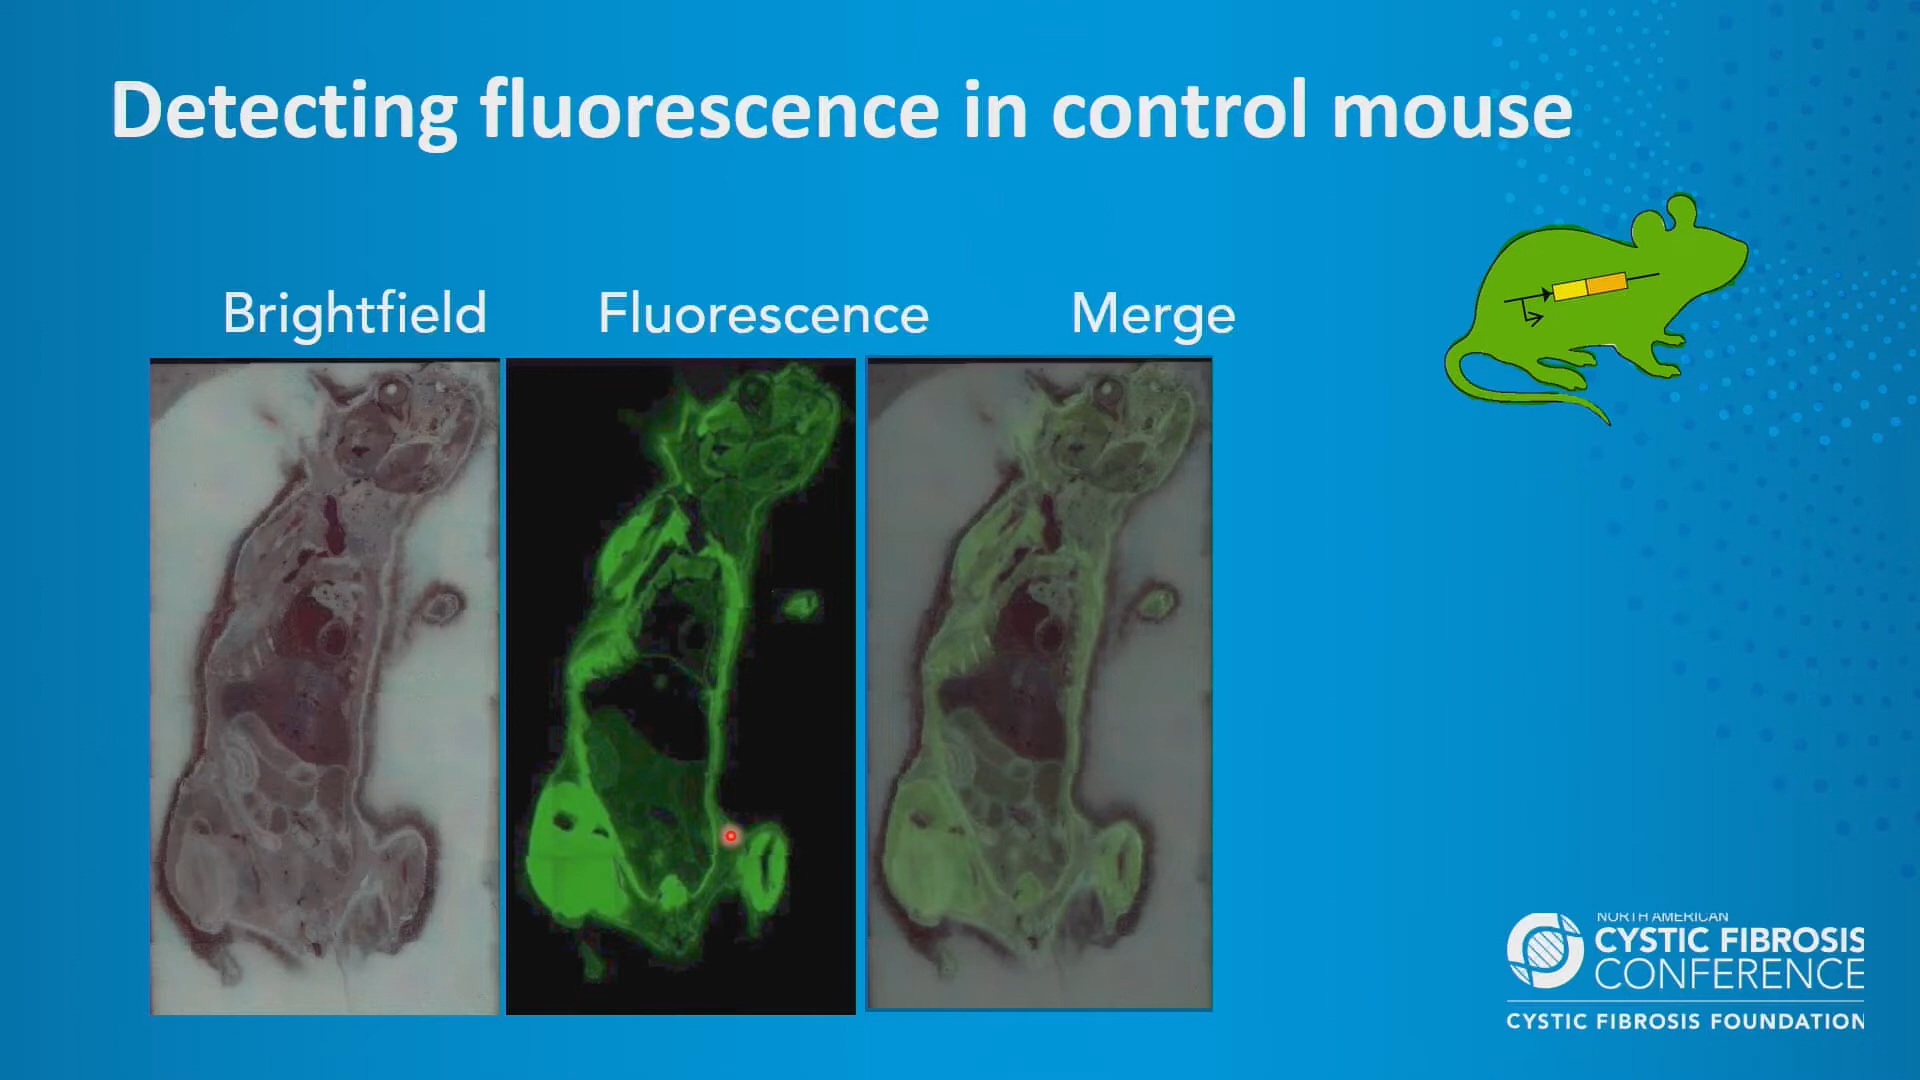 Detecting fluorescence in control mouse
Brightfield Fluorescence Merge
NORTH AMERICAN
CYSTIC FIBROSIS
CONFERENCE
CYSTIC FIBROSIS FOUNDATION